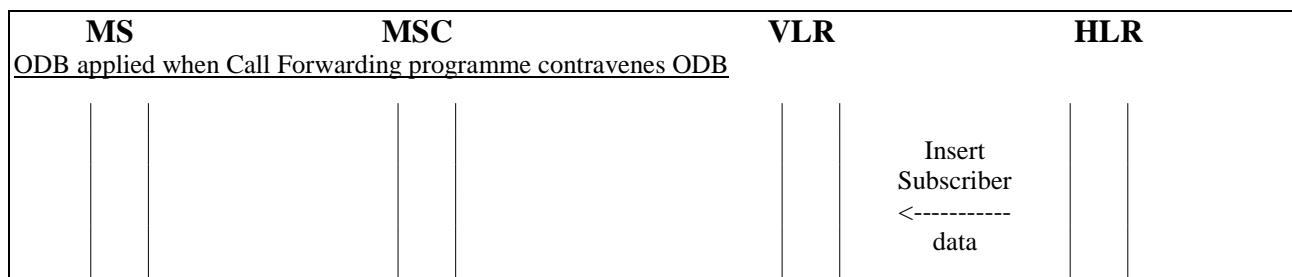 MS MSC VLR HLR
ODB applied when Call Forwarding programme contravenes ODB
Insert
Subscriber
<-----------
data